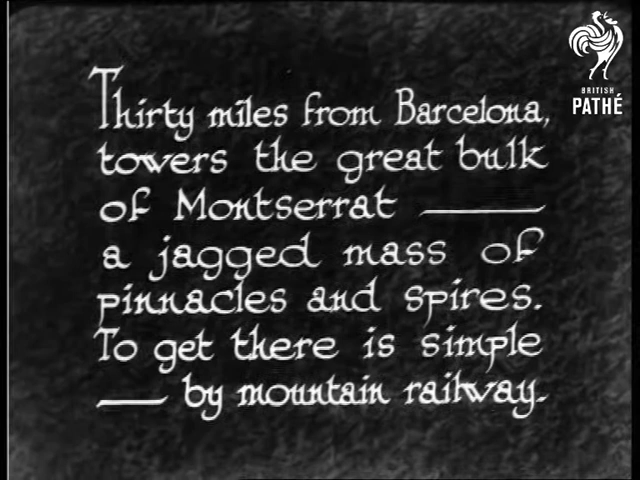 Thirty miles from Barcelona,
towers the great bulk
of Montserrat ——
a jagged mass of
pinnacles and spires.
To get there is simple
—— by mountain railway.
BRITISH
PATHÉ